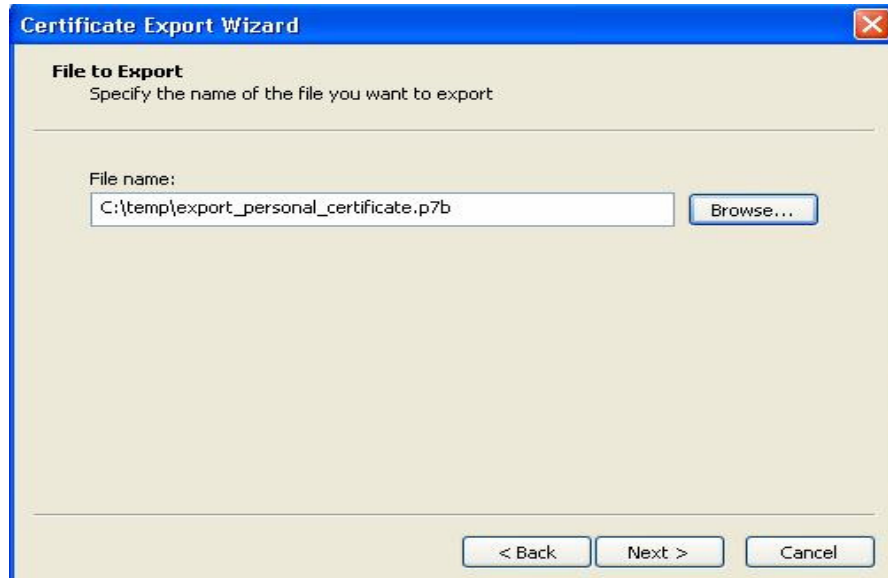 Certificate Export Wizard
File to Export
Specify the name of the file you want to export
File name:
C:\temp\export_personal_certificate.p7b
Browse...
< Back Next > Cancel